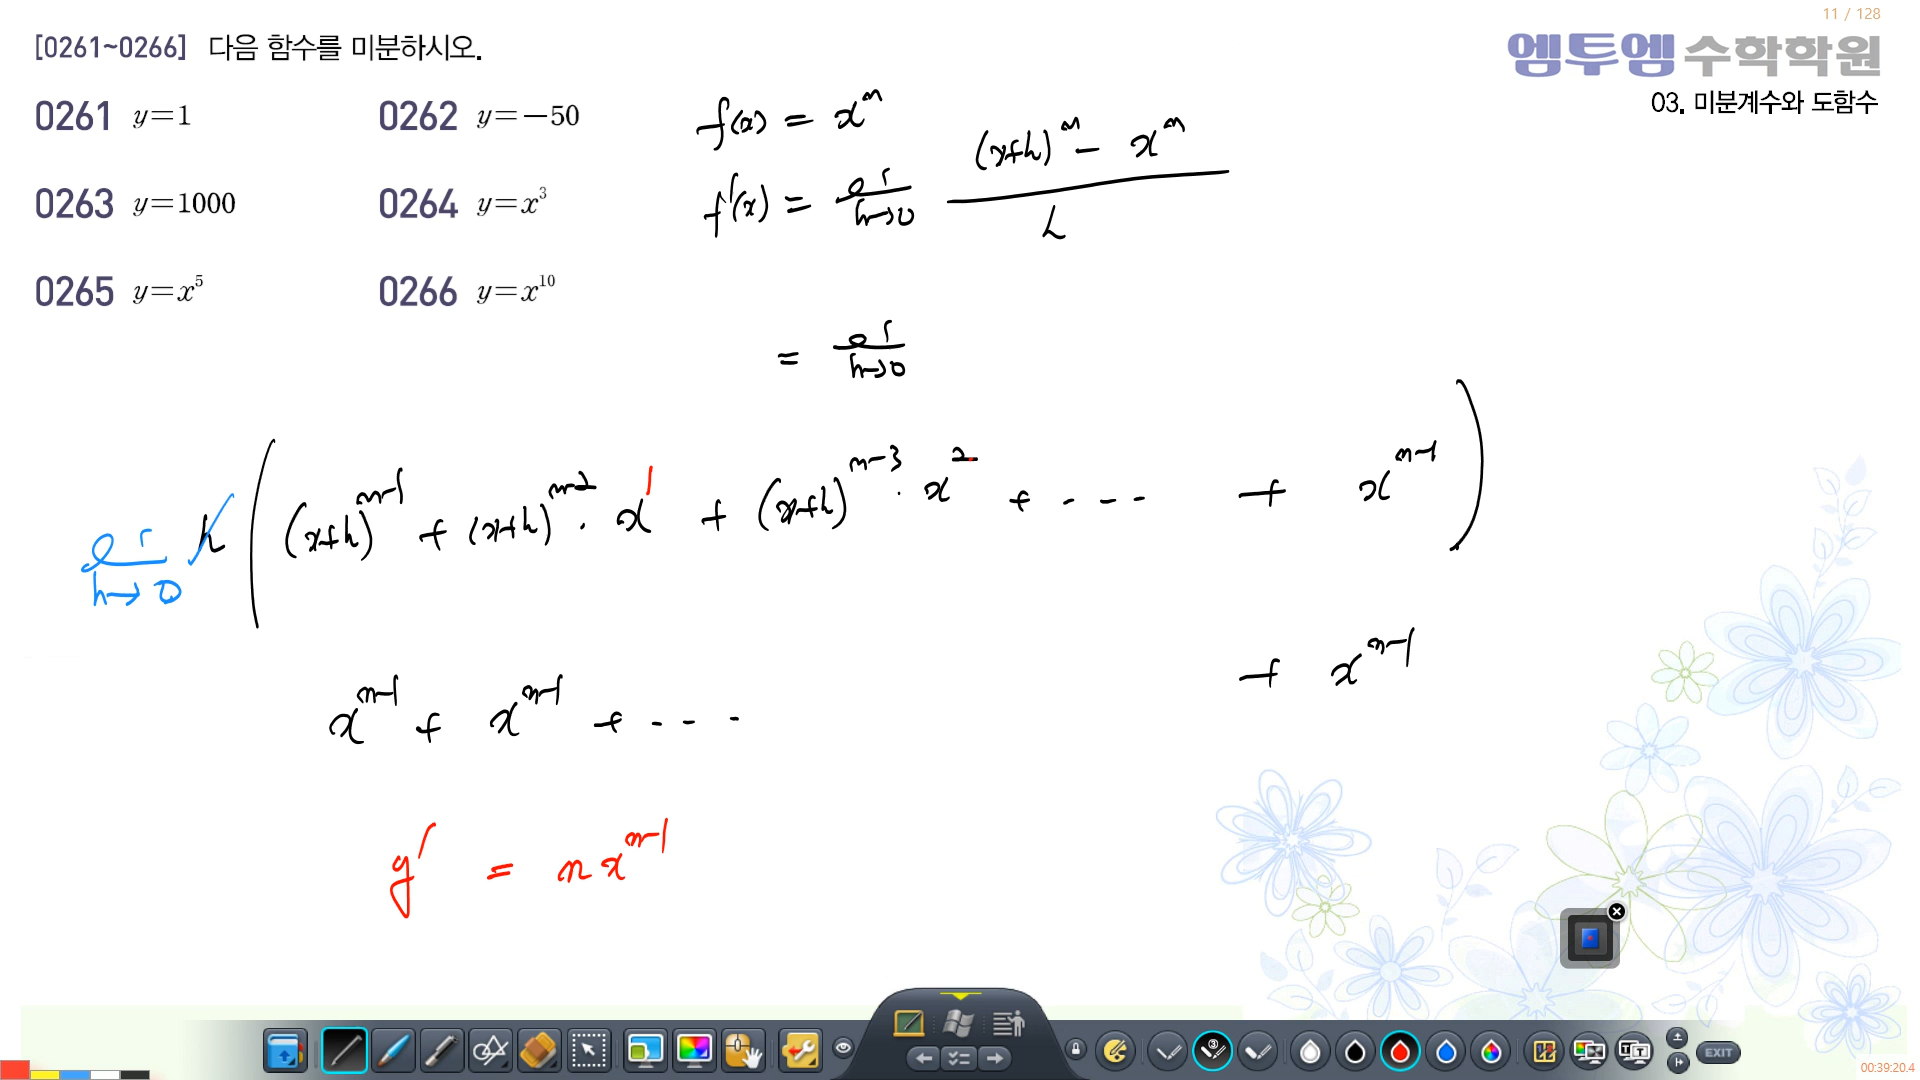 11 / 128
[0261~0266] 다음 함수를 미분하시오.
엠투엠 수학학원
03. 미분계수와 도함수
0261 y=1
0262 y=−50
0263 y=1000
0264 y=x³
0265 y=x⁵
0266 y=x¹⁰
f(x) = xⁿ
f'(x) = lim h→0 ((x+h)ⁿ − xⁿ) / h
= lim h→0
lim h→0 h ( (x+h)ⁿ⁻¹ + (x+h)ⁿ⁻² · x¹ + (x+h)ⁿ⁻³ · x² + ··· + xⁿ⁻¹ )
xⁿ⁻¹ + xⁿ⁻¹ + ··· + xⁿ⁻¹
y' = nxⁿ⁻¹
EXIT
00:39:20.4